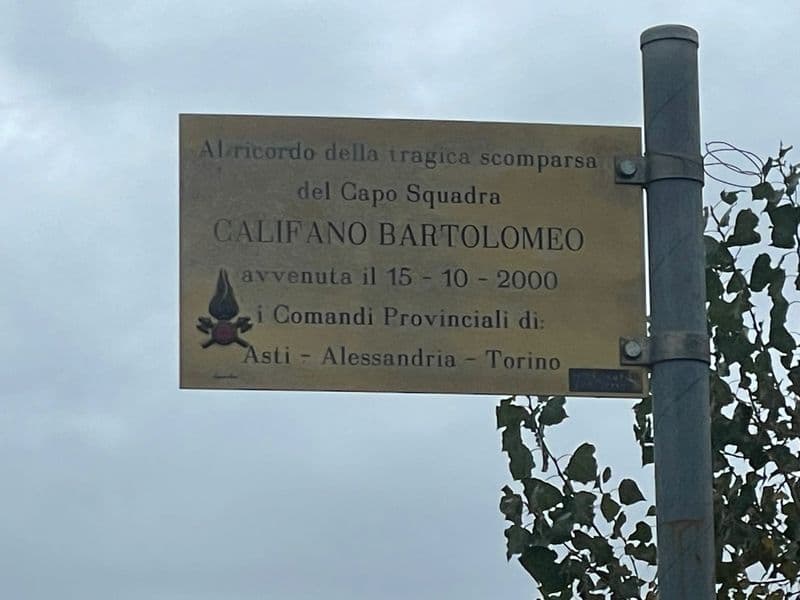 Al ricordo della tragica scomparsa
del Capo Squadra
CALIFANO BARTOLOMEO
avvenuta il 15 - 10 - 2000
i Comandi Provinciali di:
Asti - Alessandria - Torino